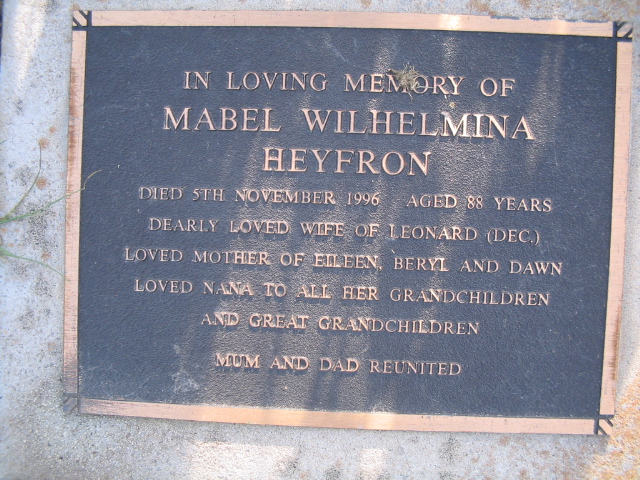 IN LOVING MEMORY OF
MABEL WILHELMINA
HEYFRON
DIED 5TH NOVEMBER 1996 AGED 88 YEARS
DEARLY LOVED WIFE OF LEONARD (DEC.)
LOVED MOTHER OF EILEEN, BERYL AND DAWN
LOVED NANA TO ALL HER GRANDCHILDREN
AND GREAT GRANDCHILDREN
MUM AND DAD REUNITED